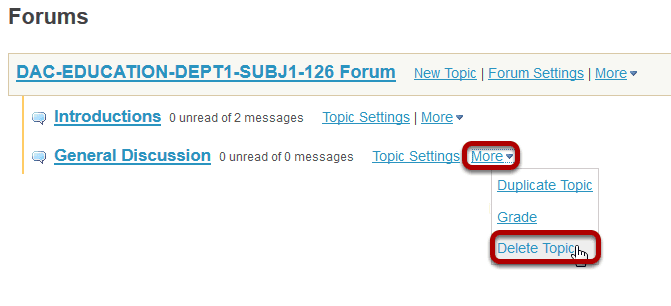 Forums
DAC-EDUCATION-DEPT1-SUBJ1-126 Forum New Topic | Forum Settings | More
Introductions 0 unread of 2 messages Topic Settings | More
General Discussion 0 unread of 0 messages Topic Settings More
Duplicate Topic
Grade
Delete Topic